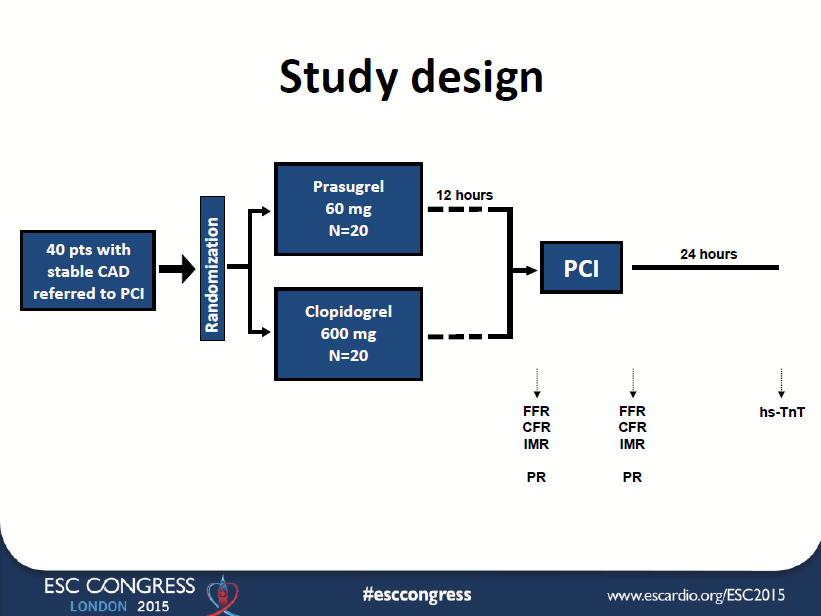 Study design
40 pts with
stable CAD
referred to PCI
Randomization
Prasugrel
60 mg
N=20
Clopidogrel
600 mg
N=20
12 hours
PCI
24 hours
FFR
CFR
IMR
PR
FFR
CFR
IMR
PR
hs-TnT
ESC CONGRESS
LONDON 2015
#esccongress
www.escardio.org/ESC2015